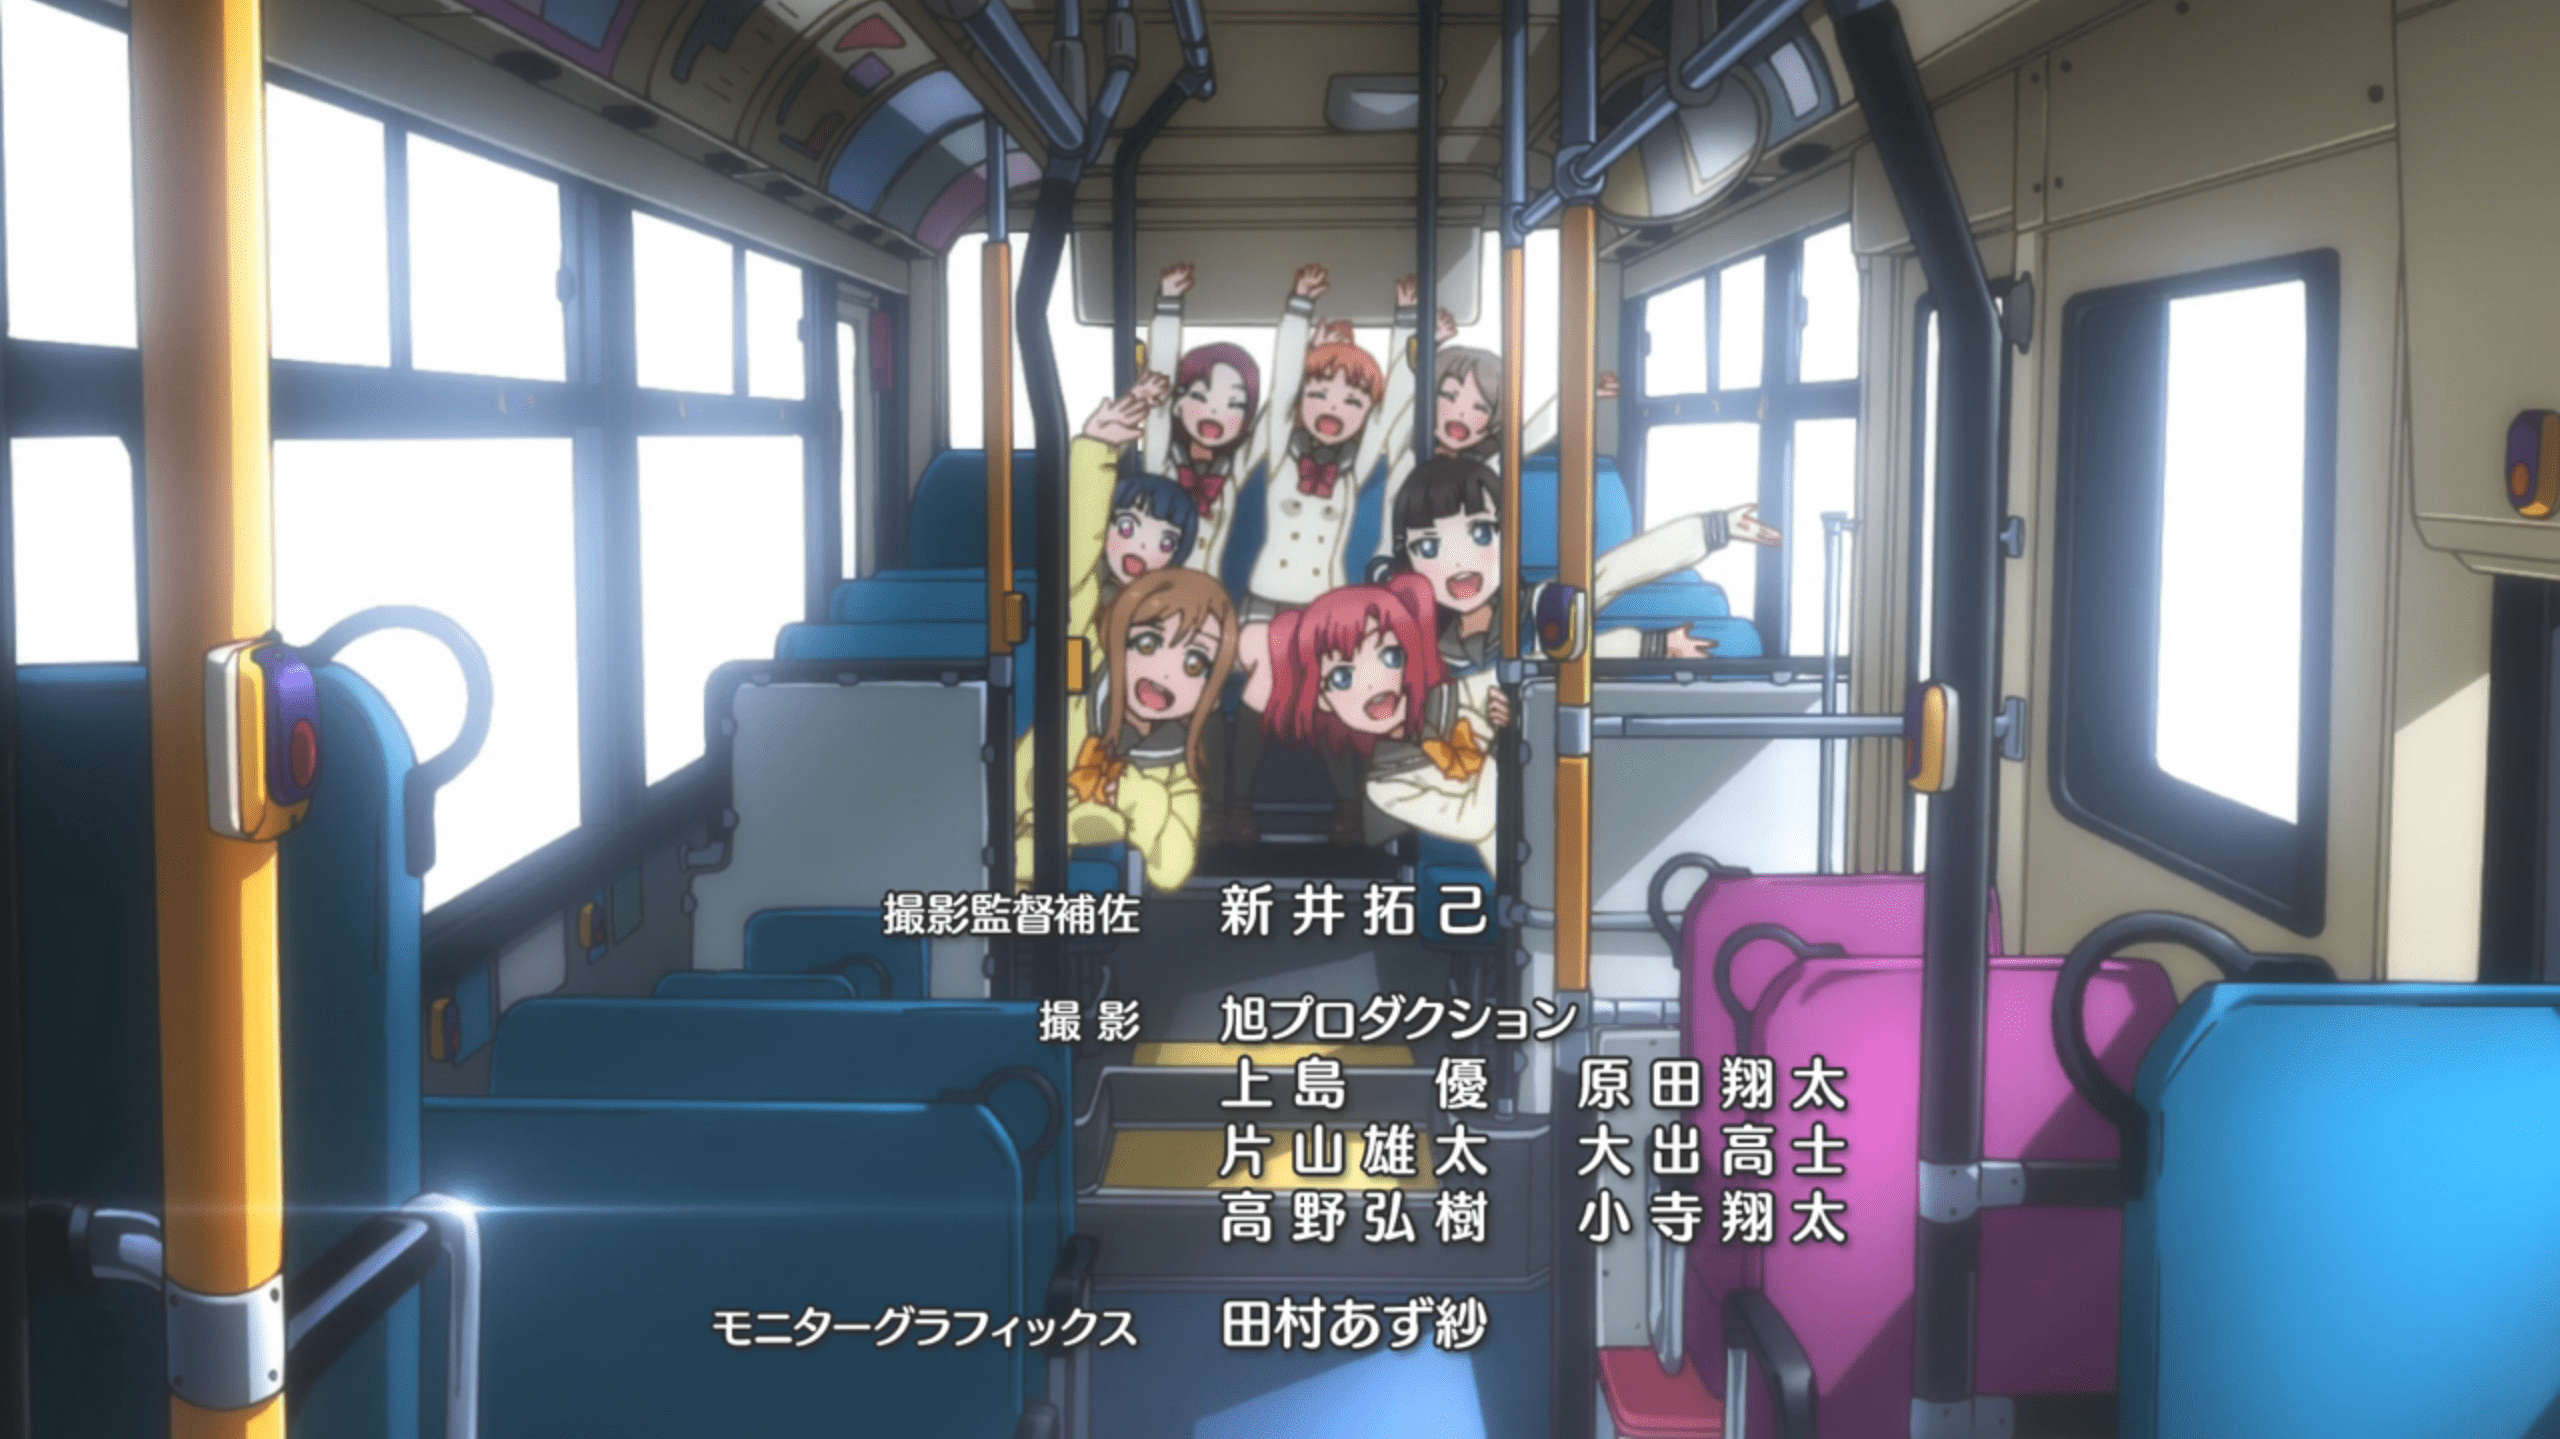 撮影監督補佐 新井拓己
撮影 旭プロダクション
上島 優 原田翔太
片山雄太 大出高士
高野弘樹 小寺翔太
モニターグラフィックス 田村あず紗